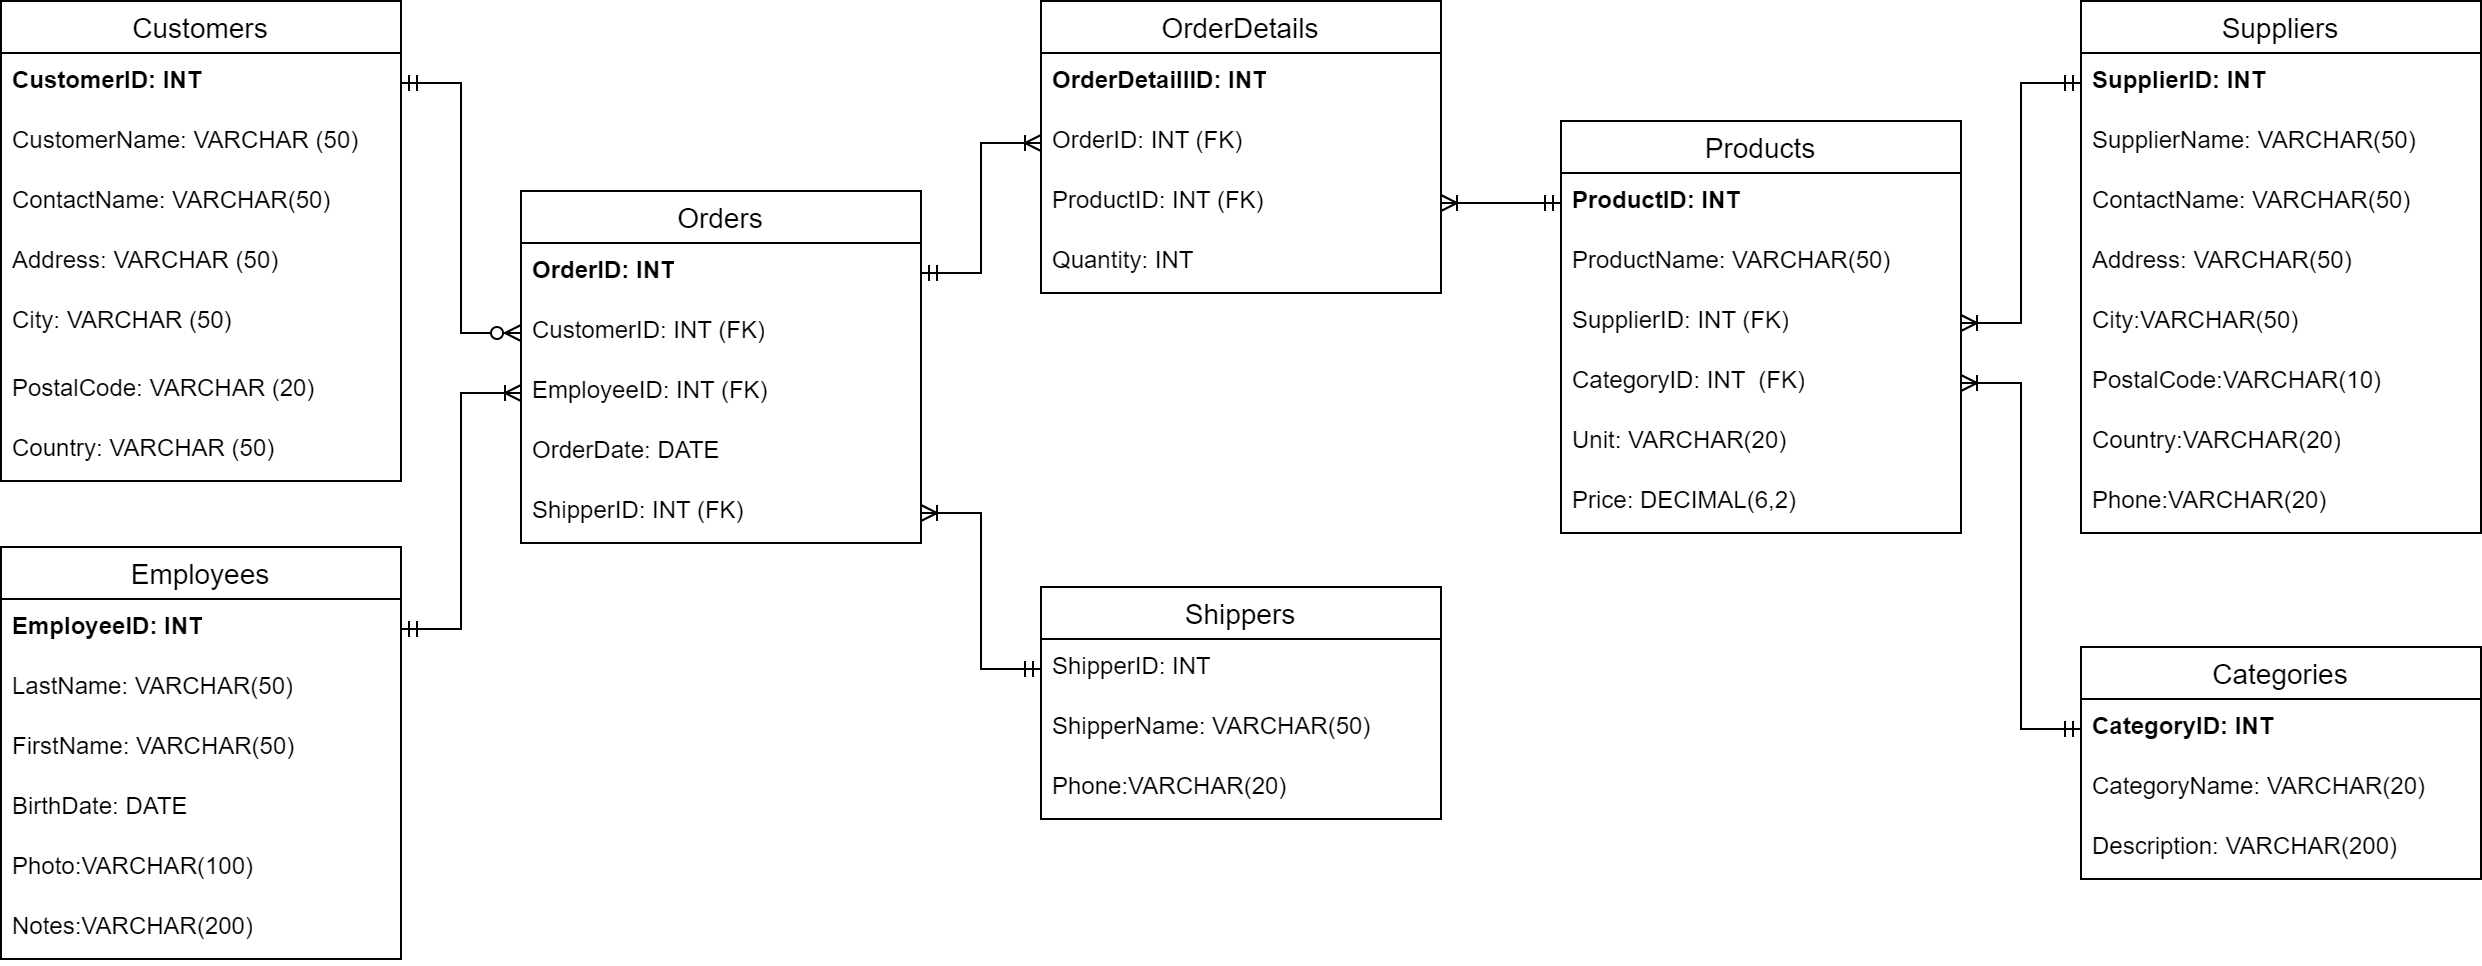 Customers
CustomerID: INT
CustomerName: VARCHAR (50)
ContactName: VARCHAR(50)
Address: VARCHAR (50)
City: VARCHAR (50)
PostalCode: VARCHAR (20)
Country: VARCHAR (50)
Employees
EmployeeID: INT
LastName: VARCHAR(50)
FirstName: VARCHAR(50)
BirthDate: DATE
Photo:VARCHAR(100)
Notes:VARCHAR(200)
Orders
OrderID: INT
CustomerID: INT (FK)
EmployeeID: INT (FK)
OrderDate: DATE
ShipperID: INT (FK)
OrderDetails
OrderDetailIID: INT
OrderID: INT (FK)
ProductID: INT (FK)
Quantity: INT
Shippers
ShipperID: INT
ShipperName: VARCHAR(50)
Phone:VARCHAR(20)
Products
ProductID: INT
ProductName: VARCHAR(50)
SupplierID: INT (FK)
CategoryID: INT  (FK)
Unit: VARCHAR(20)
Price: DECIMAL(6,2)
Suppliers
SupplierID: INT
SupplierName: VARCHAR(50)
ContactName: VARCHAR(50)
Address: VARCHAR(50)
City:VARCHAR(50)
PostalCode:VARCHAR(10)
Country:VARCHAR(20)
Phone:VARCHAR(20)
Categories
CategoryID: INT
CategoryName: VARCHAR(20)
Description: VARCHAR(200)